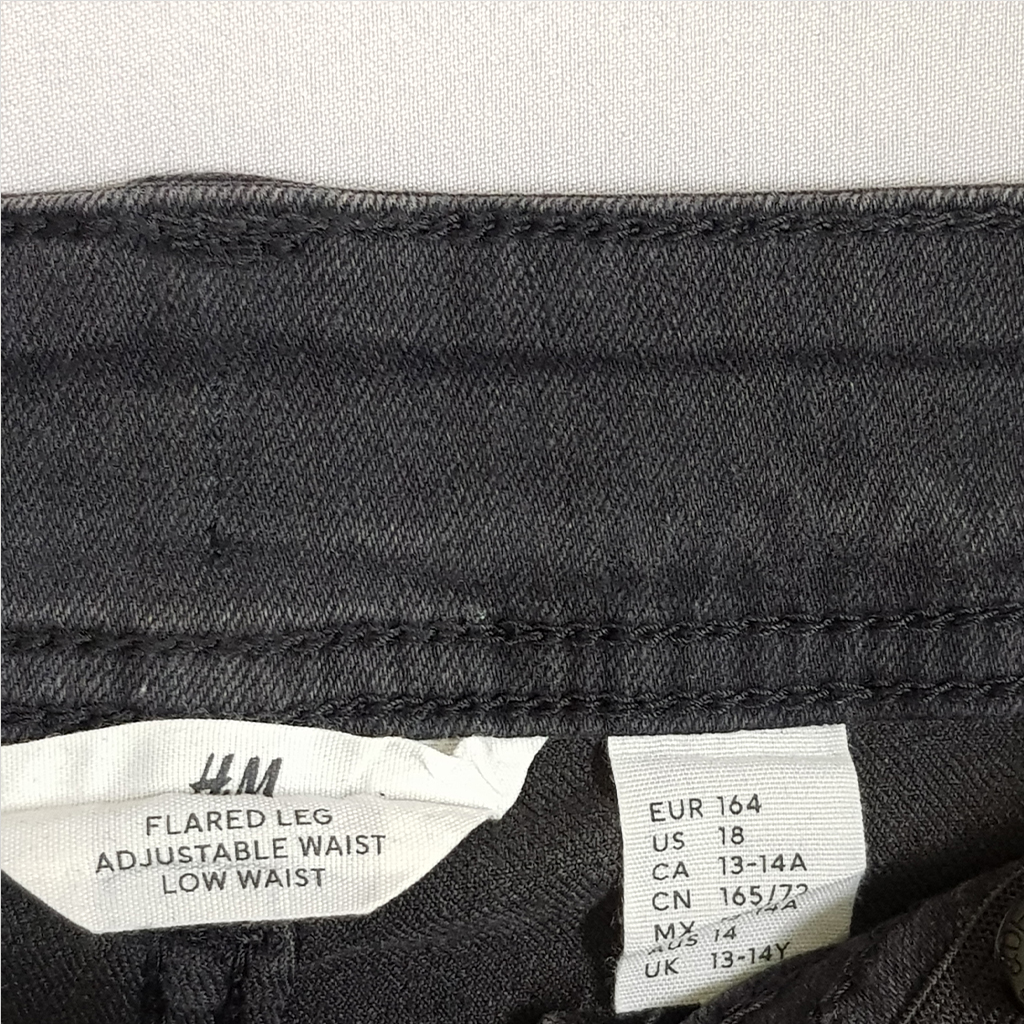 H&M
FLARED LEG
ADJUSTABLE WAIST
LOW WAIST
EUR 164
US 18
CA 13-14A
CN 165/72
MX
AUS 14
UK 13-14Y